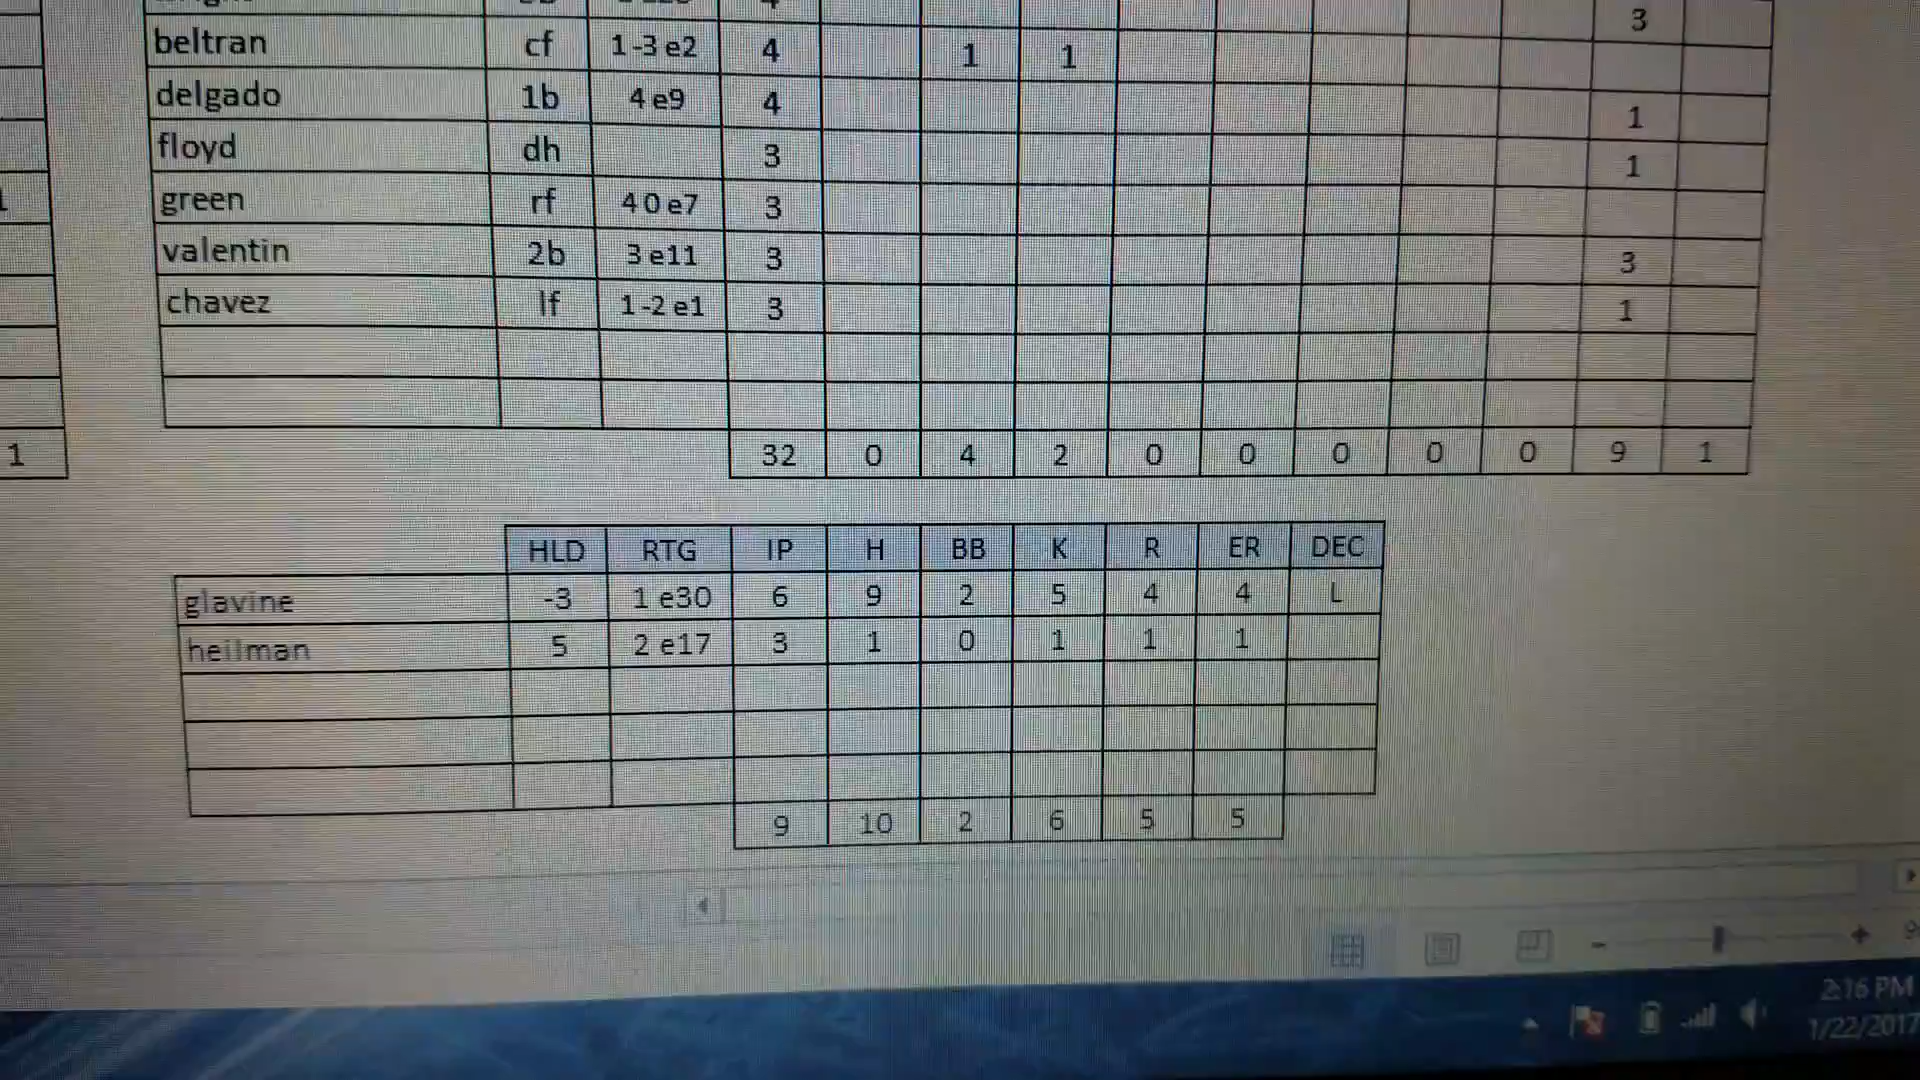 3
beltran cf 1-3 e2 4 1 1
delgado 1b 4 e9 4 1
floyd dh 3 1
green rf 4 0 e7 3
valentin 2b 3 e11 3 3
chavez lf 1-2 e1 3 1
1 32 0 4 2 0 0 0 0 0 9 1
HLD RTG IP H BB K R ER DEC
glavine -3 1 e30 6 9 2 5 4 4 L
heilman 5 2 e17 3 1 0 1 1 1
9 10 2 6 5 5
2:16 PM
1/22/2017